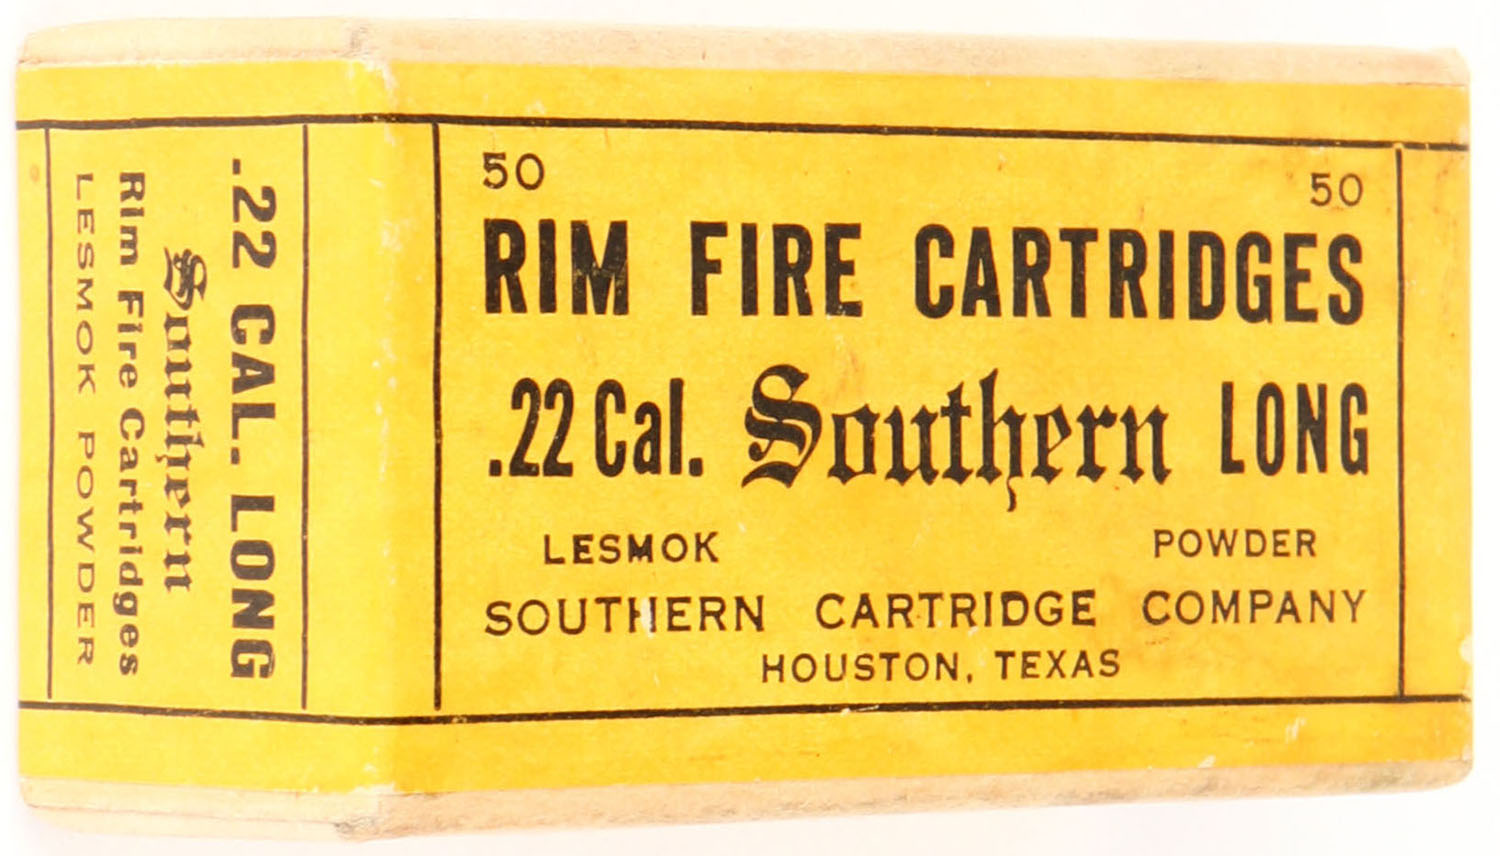 50 50
RIM FIRE CARTRIDGES
.22 Cal. Southern LONG
LESMOK POWDER
SOUTHERN CARTRIDGE COMPANY
HOUSTON, TEXAS
.22 CAL. LONG
Southern
Rim Fire Cartridges
LESMOK POWDER